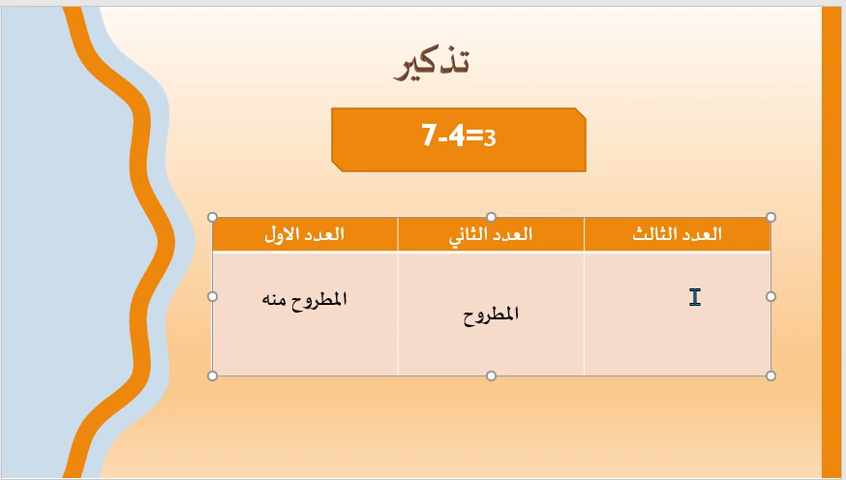 تذكير
7-4=3
العدد الاول العدد الثاني العدد الثالث
المطروح منه المطروح